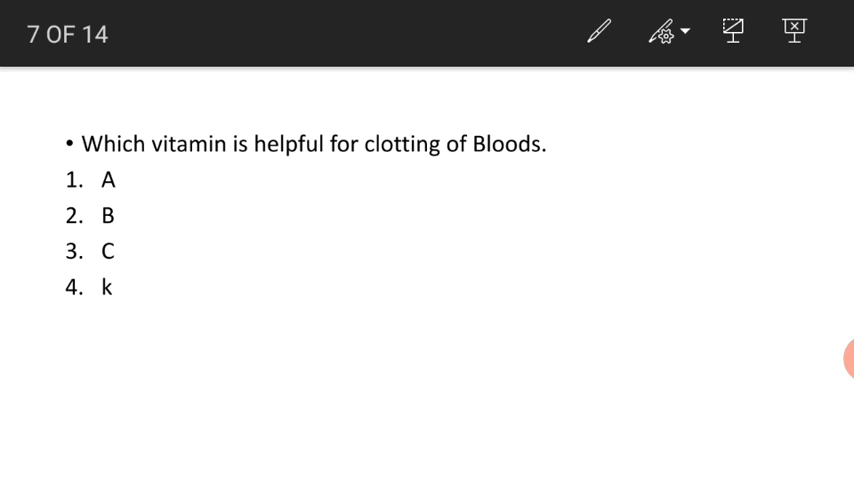 7 OF 14
• Which vitamin is helpful for clotting of Bloods.
1. A
2. B
3. C
4. k